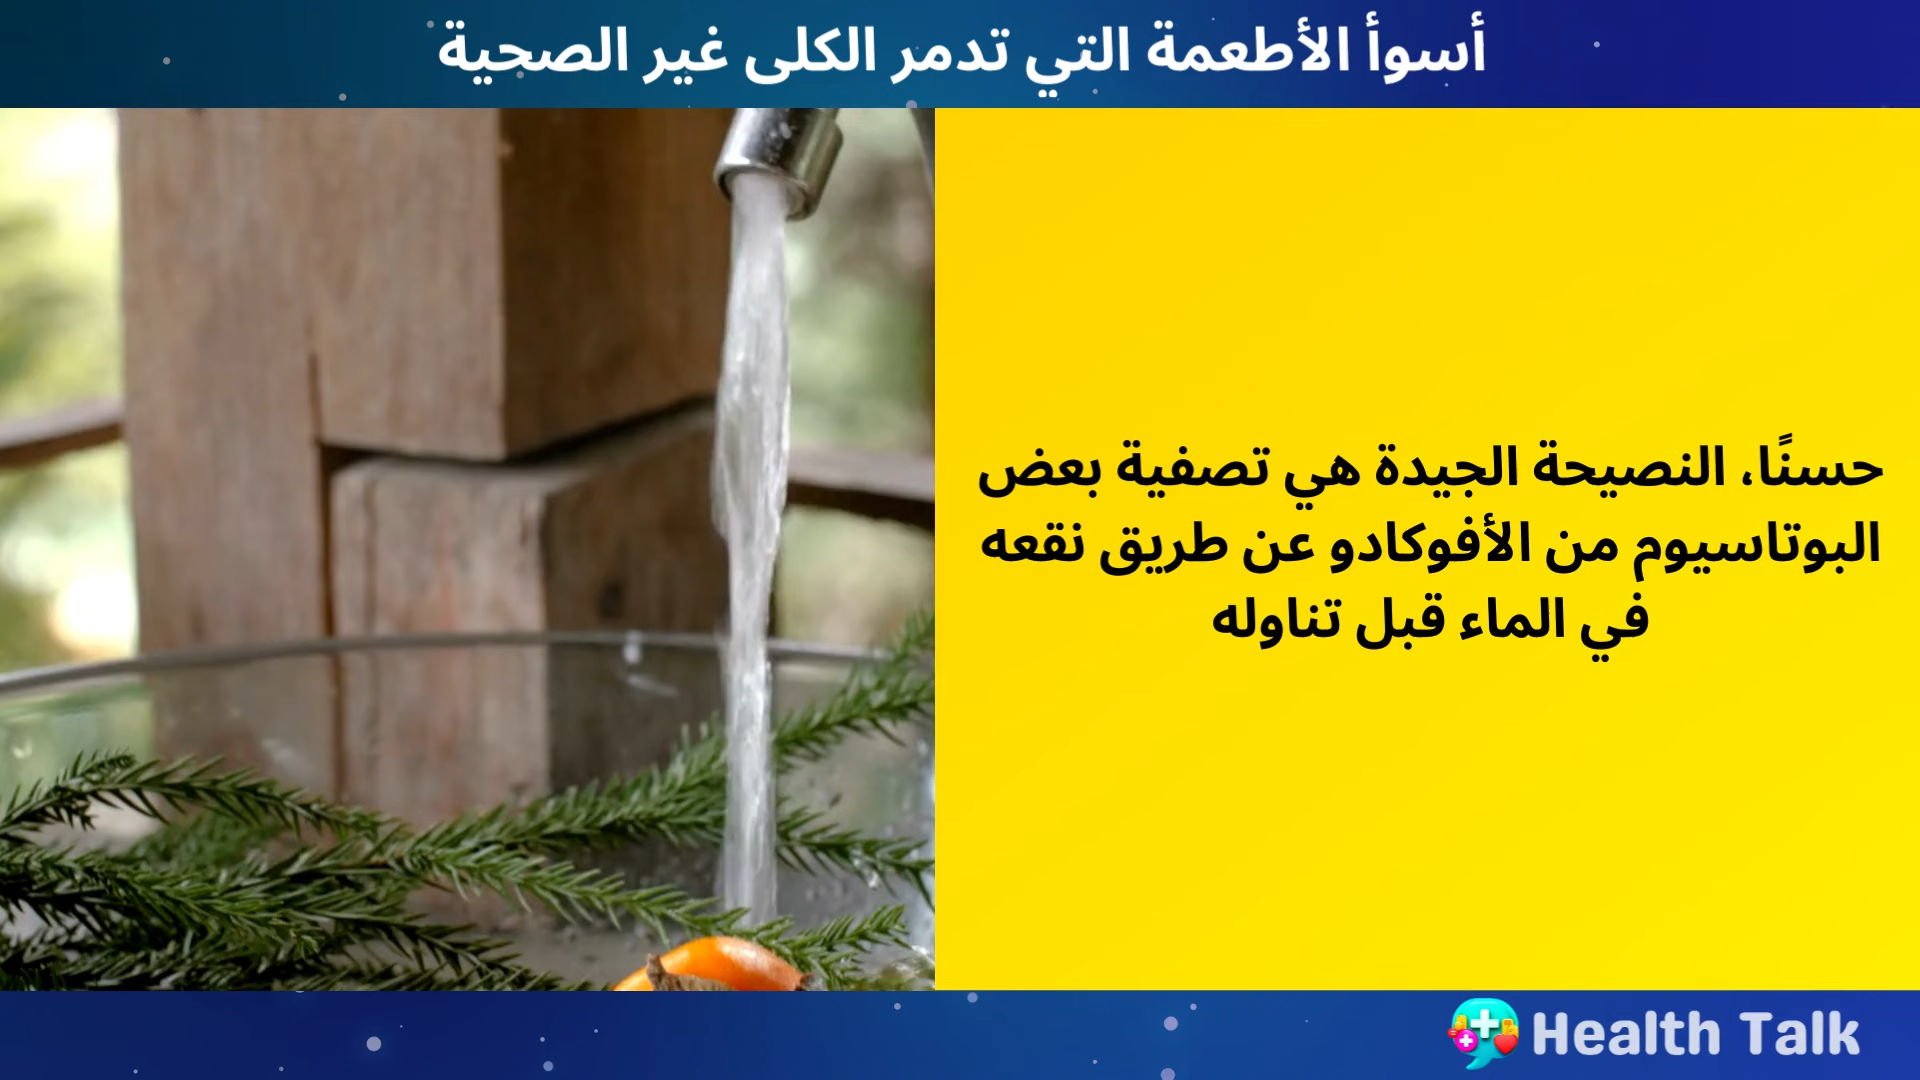 أسوأ الأطعمة التي تدمر الكلى غير الصحية
حسنًا، النصيحة الجيدة هي تصفية بعض
البوتاسيوم من الأفوكادو عن طريق نقعه
في الماء قبل تناوله
Health Talk